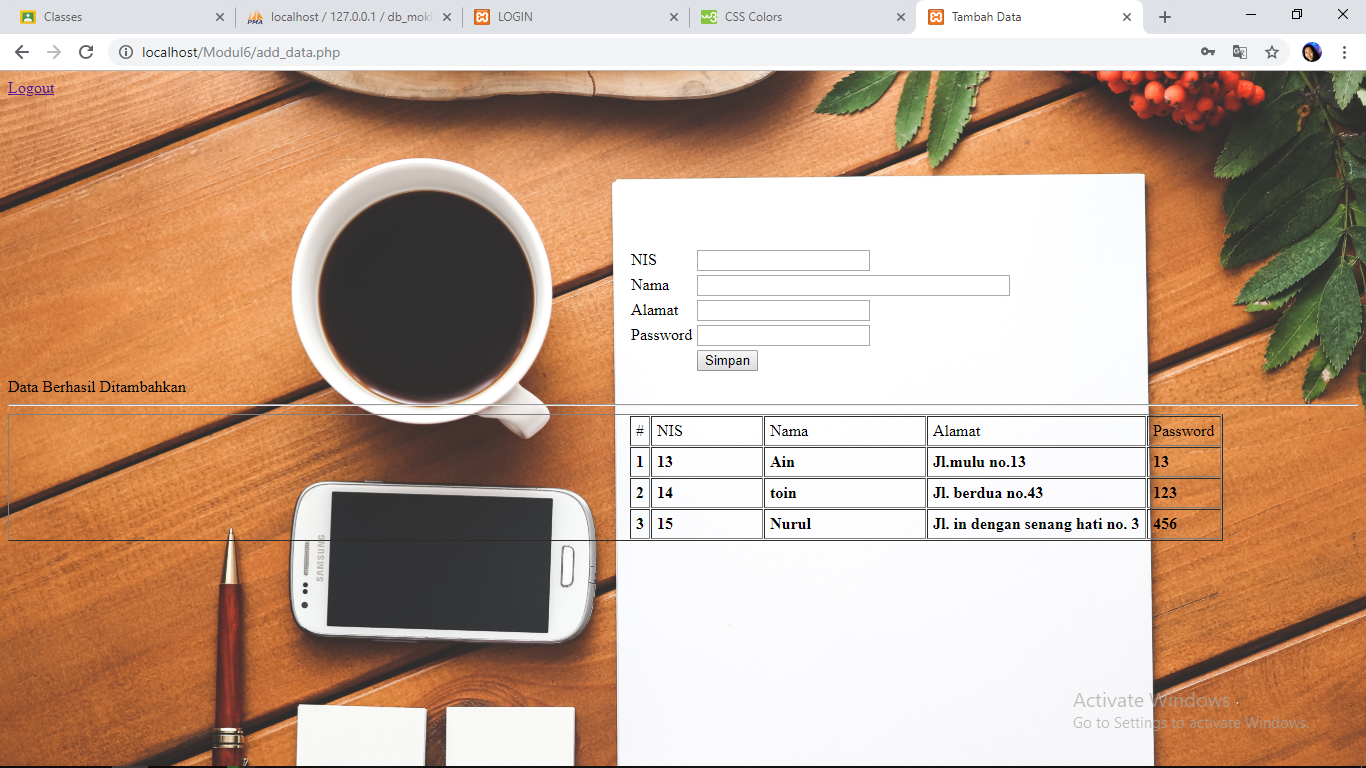 Classes
localhost / 127.0.0.1 / db_mok
LOGIN
CSS Colors
Tambah Data
localhost/Modul6/add_data.php
Logout
NIS
Nama
Alamat
Password
Simpan
Data Berhasil Ditambahkan
# NIS Nama Alamat Password
1 13 Ain Jl.mulu no.13 13
2 14 toin Jl. berdua no.43 123
3 15 Nurul Jl. in dengan senang hati no. 3 456
SAMSUNG
Activate Windows
Go to Settings to activate Windows.